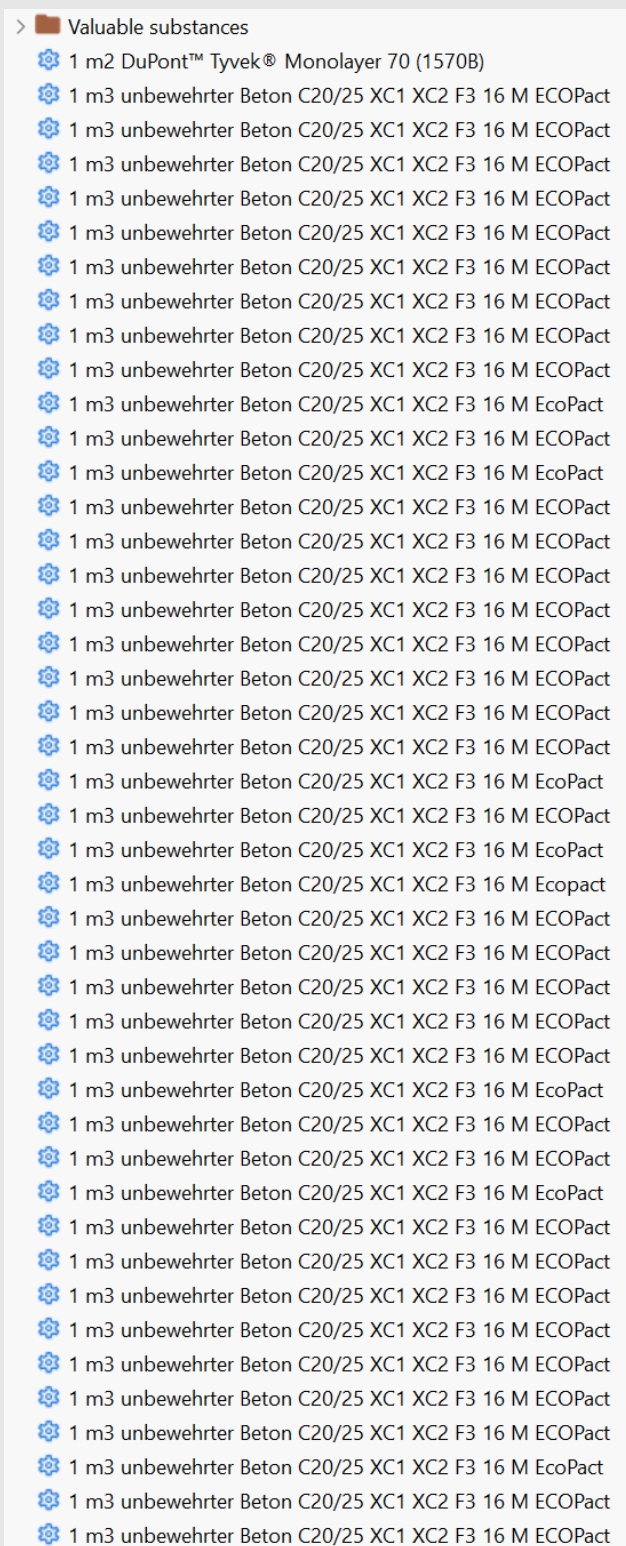 Valuable substances
1 m2 DuPont™ Tyvek® Monolayer 70 (1570B)
1 m3 unbewehrter Beton C20/25 XC1 XC2 F3 16 M ECOPact
1 m3 unbewehrter Beton C20/25 XC1 XC2 F3 16 M ECOPact
1 m3 unbewehrter Beton C20/25 XC1 XC2 F3 16 M ECOPact
1 m3 unbewehrter Beton C20/25 XC1 XC2 F3 16 M ECOPact
1 m3 unbewehrter Beton C20/25 XC1 XC2 F3 16 M ECOPact
1 m3 unbewehrter Beton C20/25 XC1 XC2 F3 16 M ECOPact
1 m3 unbewehrter Beton C20/25 XC1 XC2 F3 16 M ECOPact
1 m3 unbewehrter Beton C20/25 XC1 XC2 F3 16 M ECOPact
1 m3 unbewehrter Beton C20/25 XC1 XC2 F3 16 M ECOPact
1 m3 unbewehrter Beton C20/25 XC1 XC2 F3 16 M EcoPact
1 m3 unbewehrter Beton C20/25 XC1 XC2 F3 16 M ECOPact
1 m3 unbewehrter Beton C20/25 XC1 XC2 F3 16 M EcoPact
1 m3 unbewehrter Beton C20/25 XC1 XC2 F3 16 M ECOPact
1 m3 unbewehrter Beton C20/25 XC1 XC2 F3 16 M ECOPact
1 m3 unbewehrter Beton C20/25 XC1 XC2 F3 16 M ECOPact
1 m3 unbewehrter Beton C20/25 XC1 XC2 F3 16 M ECOPact
1 m3 unbewehrter Beton C20/25 XC1 XC2 F3 16 M ECOPact
1 m3 unbewehrter Beton C20/25 XC1 XC2 F3 16 M ECOPact
1 m3 unbewehrter Beton C20/25 XC1 XC2 F3 16 M ECOPact
1 m3 unbewehrter Beton C20/25 XC1 XC2 F3 16 M ECOPact
1 m3 unbewehrter Beton C20/25 XC1 XC2 F3 16 M EcoPact
1 m3 unbewehrter Beton C20/25 XC1 XC2 F3 16 M ECOPact
1 m3 unbewehrter Beton C20/25 XC1 XC2 F3 16 M EcoPact
1 m3 unbewehrter Beton C20/25 XC1 XC2 F3 16 M Ecopact
1 m3 unbewehrter Beton C20/25 XC1 XC2 F3 16 M ECOPact
1 m3 unbewehrter Beton C20/25 XC1 XC2 F3 16 M ECOPact
1 m3 unbewehrter Beton C20/25 XC1 XC2 F3 16 M ECOPact
1 m3 unbewehrter Beton C20/25 XC1 XC2 F3 16 M ECOPact
1 m3 unbewehrter Beton C20/25 XC1 XC2 F3 16 M ECOPact
1 m3 unbewehrter Beton C20/25 XC1 XC2 F3 16 M EcoPact
1 m3 unbewehrter Beton C20/25 XC1 XC2 F3 16 M ECOPact
1 m3 unbewehrter Beton C20/25 XC1 XC2 F3 16 M ECOPact
1 m3 unbewehrter Beton C20/25 XC1 XC2 F3 16 M EcoPact
1 m3 unbewehrter Beton C20/25 XC1 XC2 F3 16 M ECOPact
1 m3 unbewehrter Beton C20/25 XC1 XC2 F3 16 M ECOPact
1 m3 unbewehrter Beton C20/25 XC1 XC2 F3 16 M ECOPact
1 m3 unbewehrter Beton C20/25 XC1 XC2 F3 16 M ECOPact
1 m3 unbewehrter Beton C20/25 XC1 XC2 F3 16 M ECOPact
1 m3 unbewehrter Beton C20/25 XC1 XC2 F3 16 M ECOPact
1 m3 unbewehrter Beton C20/25 XC1 XC2 F3 16 M ECOPact
1 m3 unbewehrter Beton C20/25 XC1 XC2 F3 16 M EcoPact
1 m3 unbewehrter Beton C20/25 XC1 XC2 F3 16 M ECOPact
1 m3 unbewehrter Beton C20/25 XC1 XC2 F3 16 M ECOPact